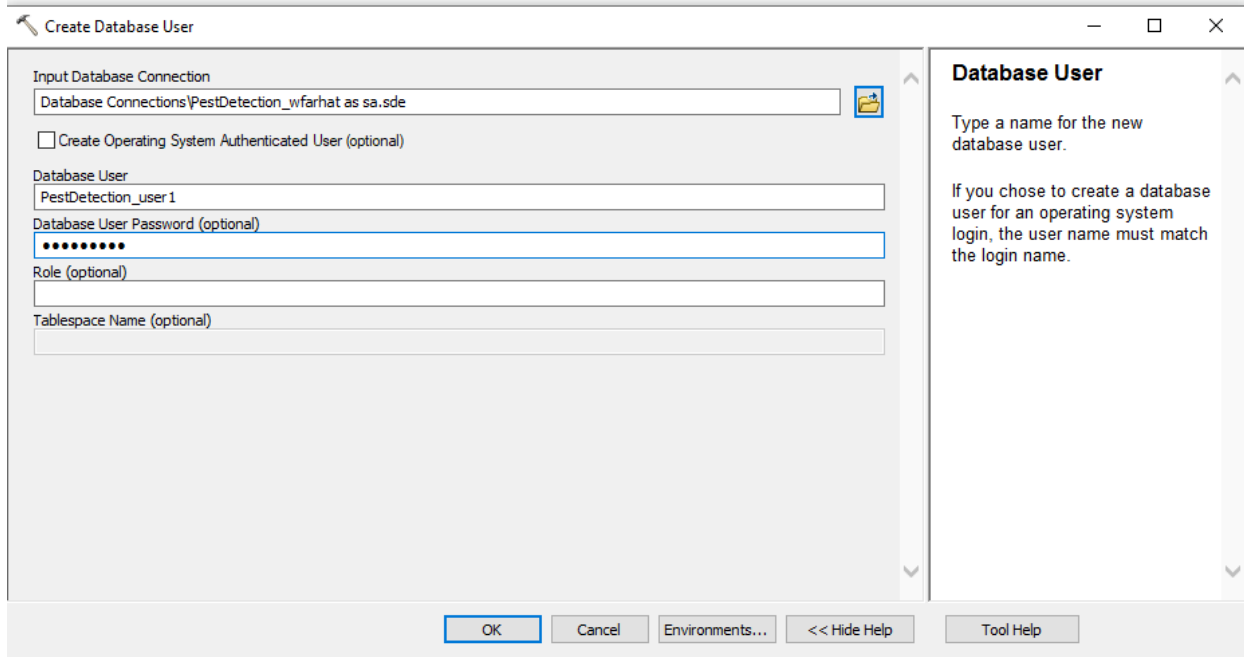 Create Database User
Input Database Connection
Database Connections\PestDetection_wfarhat as sa.sde
Create Operating System Authenticated User (optional)
Database User
PestDetection_user1
Database User Password (optional)
•••••••••
Role (optional)
Tablespace Name (optional)
Database User
Type a name for the new
database user.
If you chose to create a database
user for an operating system
login, the user name must match
the login name.
OK
Cancel
Environments...
<< Hide Help
Tool Help